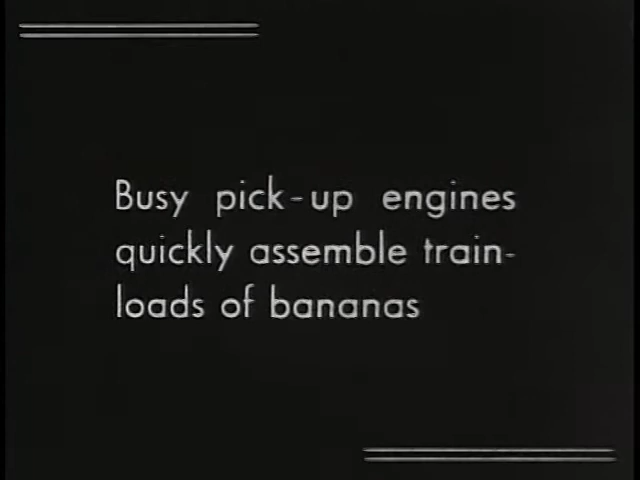 Busy pick-up engines
quickly assemble train-
loads of bananas